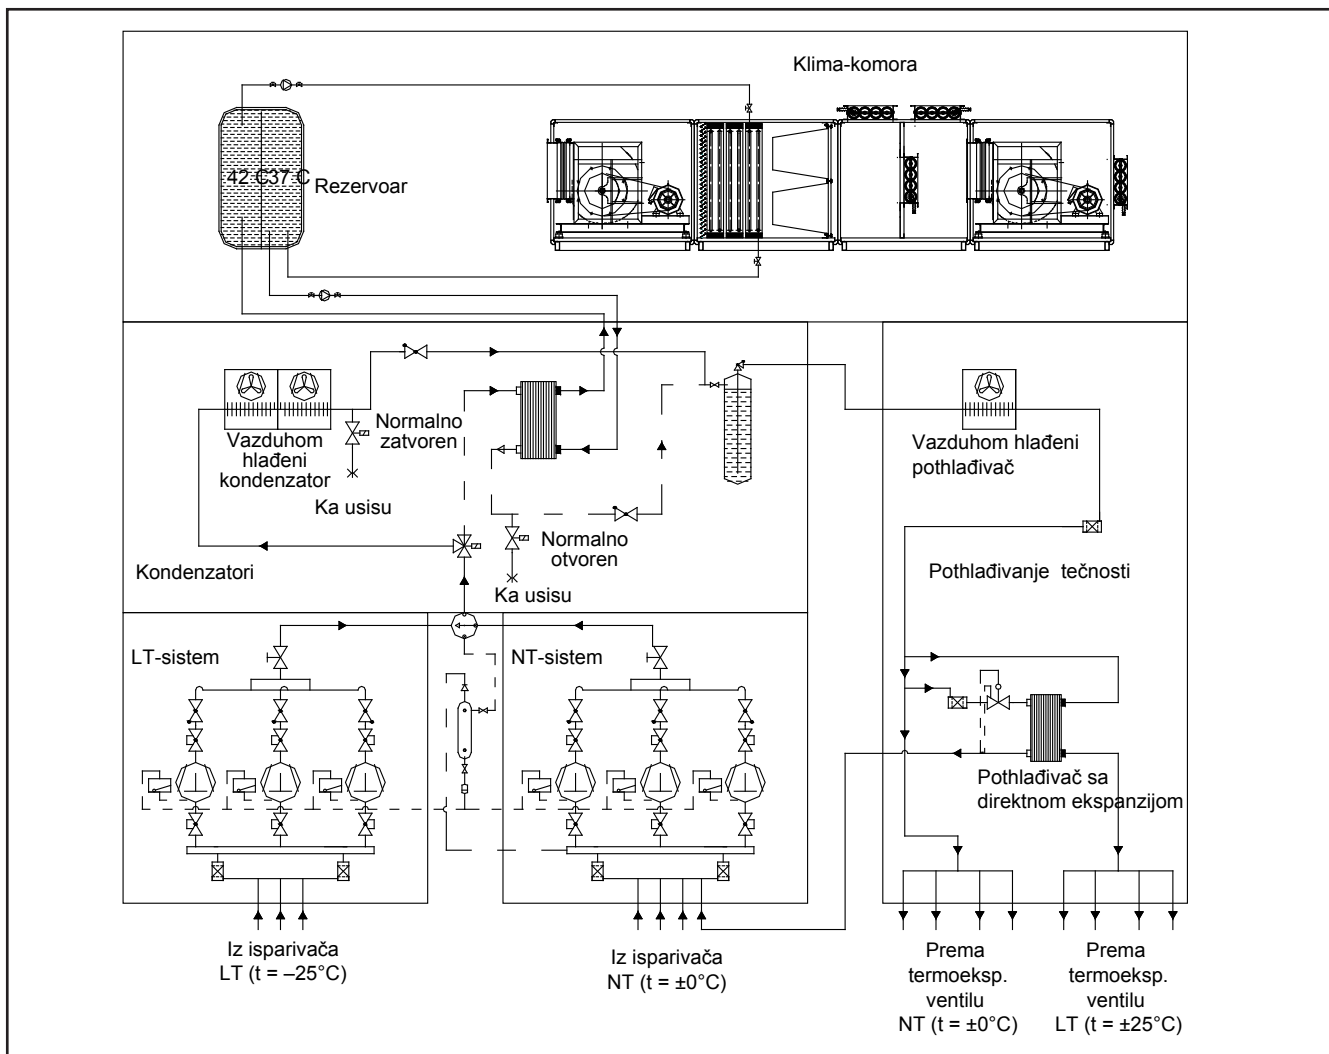 Klima-komora
42 C37 C
Rezervoar
Vazduhom
hlađeni
kondenzator
Normalno
zatvoren
Ka usisu
Normalno
otvoren
Ka usisu
Kondenzatori
Vazduhom hlađeni
pothlađivač
Pothlađivanje tečnosti
LT-sistem
NT-sistem
Pothlađivač sa
direktnom ekspanzijom
Iz isparivača
LT (t = –25°C)
Iz isparivača
NT (t = ±0°C)
Prema
termoeksp.
ventilu
NT (t = ±0°C)
Prema
termoeksp.
ventilu
LT (t = ±25°C)